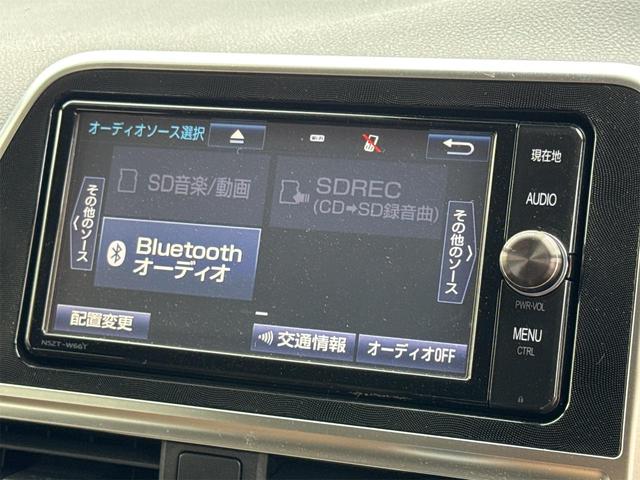 オーディオソース選択
Wi-Fi
現在地
SD音楽/動画
SDREC
(CD➡SD録音曲)
AUDIO
その他のソース
その他のソース
Bluetooth
オーディオ
PWR-VOL
配置変更
交通情報
オーディオOFF
MENU
CTRL
NSZT-W66T